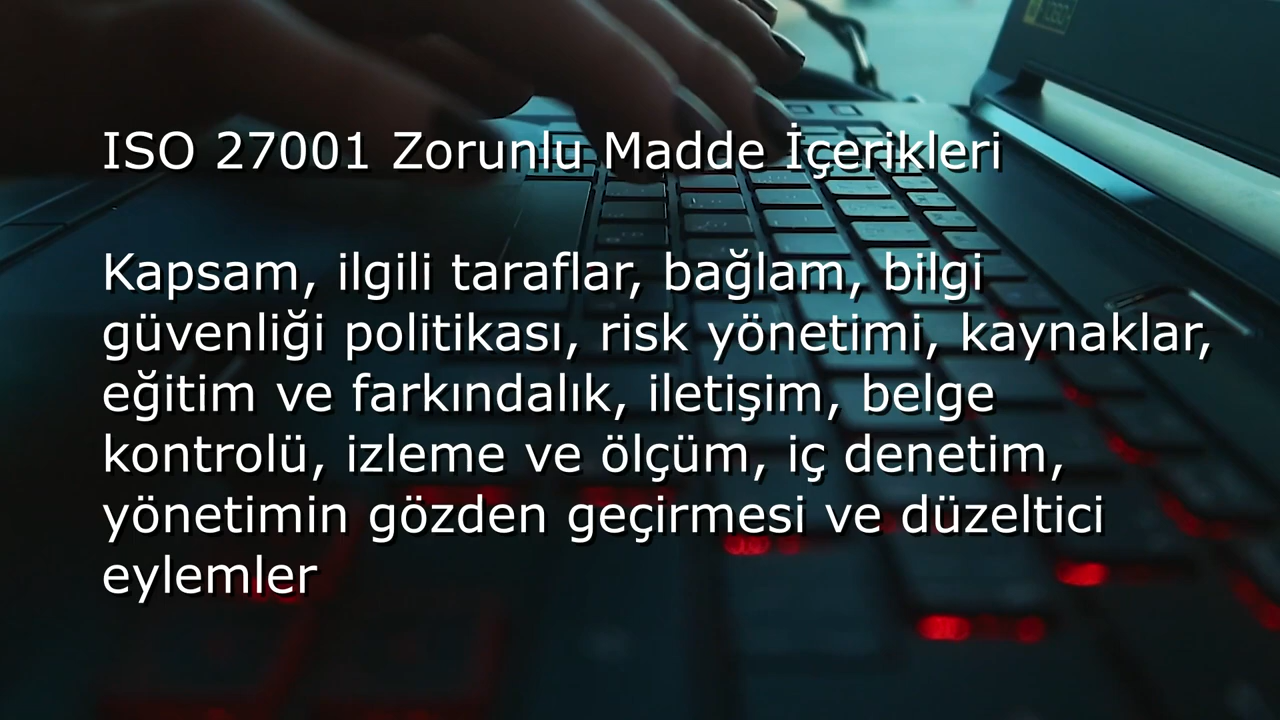 ISO 27001 Zorunlu Madde İçerikleri
Kapsam, ilgili taraflar, bağlam, bilgi
güvenliği politikası, risk yönetimi, kaynaklar,
eğitim ve farkındalık, iletişim, belge
kontrolü, izleme ve ölçüm, iç denetim,
yönetimin gözden geçirmesi ve düzeltici
eylemler